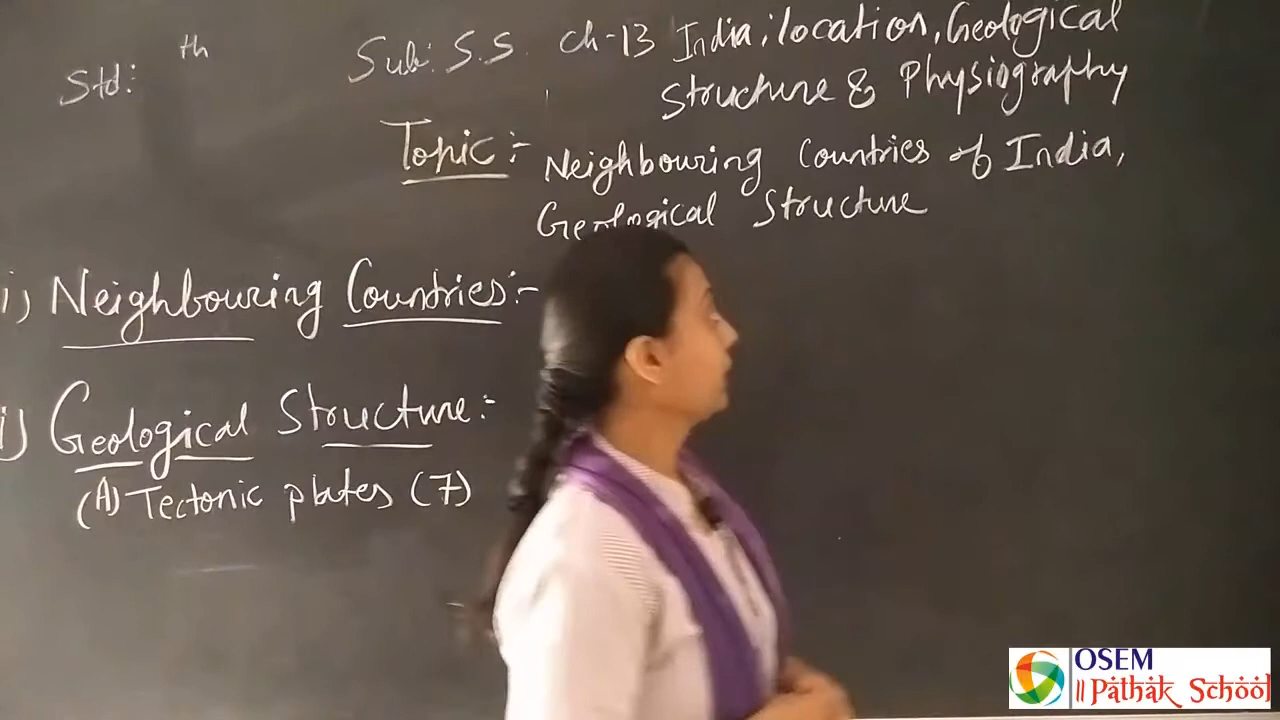 Std: th Sub: S.S. Ch-13 India: location, Geological
Structure & Physiography
Topic:- Neighbouring Countries of India,
Geological Structure
i) Neighbouring Countries:-
i) Geological Structure:-
(A) Tectonic plates (7)
OSEM
|| Pathak School